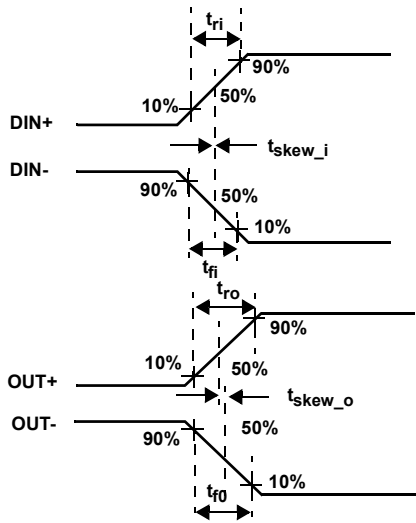 tri
90%
10%
50%
DIN+
tskew_i
DIN-
90%
50%
10%
tfi
tro
90%
10%
50%
OUT+
tskew_o
OUT-
90%
50%
10%
tf0